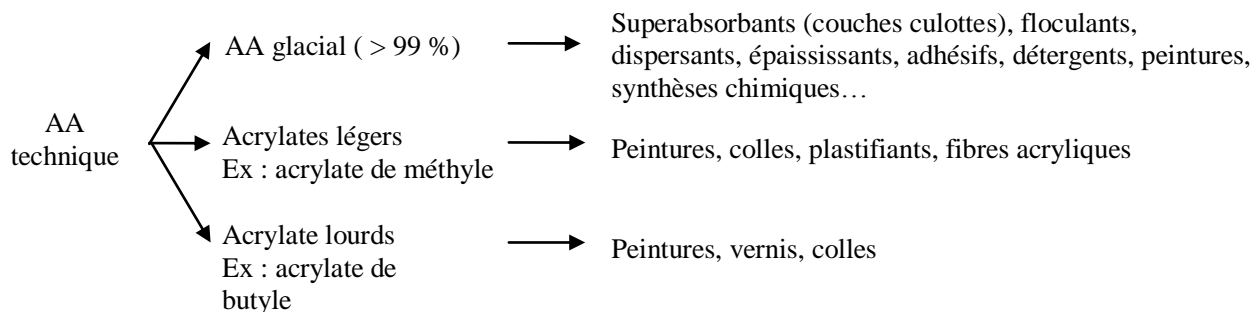 AA
technique
AA glacial ( > 99 %)
Superabsorbants (couches culottes), floculants,
dispersants, épaississants, adhésifs, détergents, peintures,
synthèses chimiques…
Acrylates légers
Ex : acrylate de méthyle
Peintures, colles, plastifiants, fibres acryliques
Acrylate lourds
Ex : acrylate de
butyle
Peintures, vernis, colles